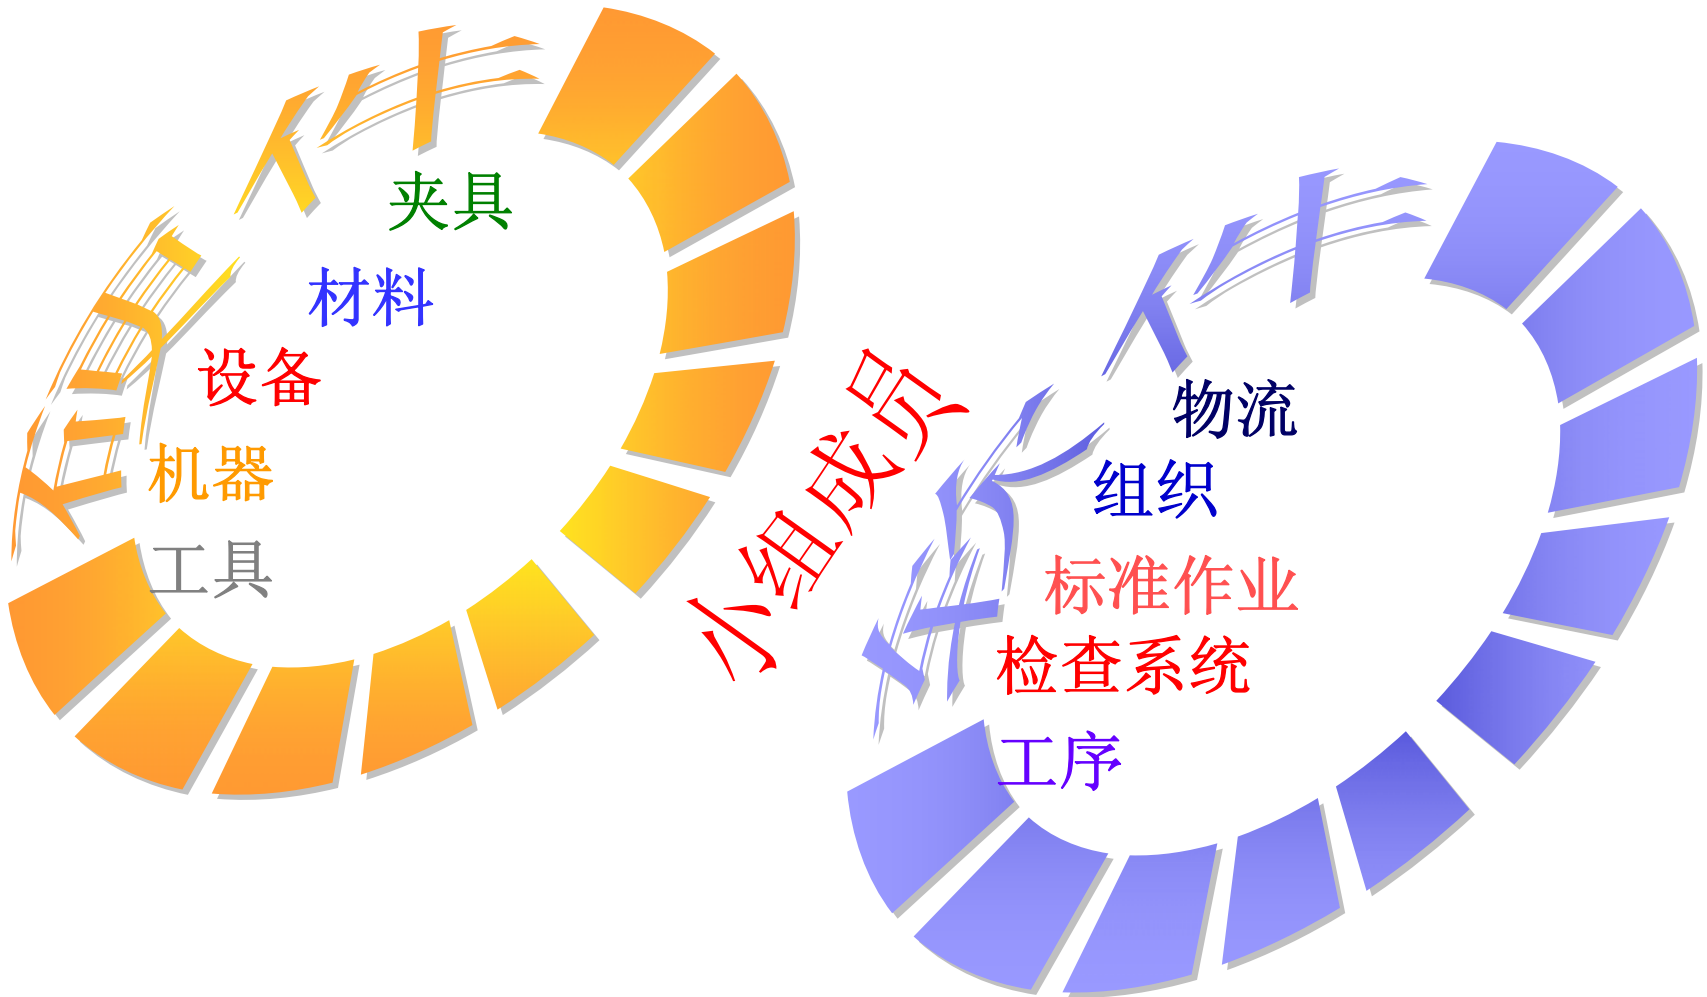 夹具
材料
设备
机器
工具
小组成员
物流
组织
标准作业
检查系统
工序